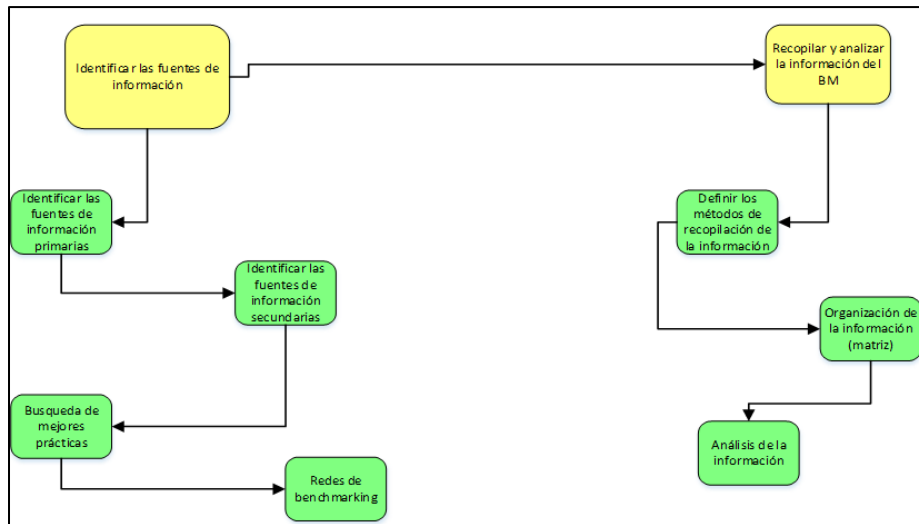 Identificar las fuentes de
información
Recopilar y analizar
la información del
BM
Identificar las
fuentes de
información
primarias
Definir los
métodos de
recopilación de
la información
Identificar las
fuentes de
información
secundarias
Organización de
la información
(matriz)
Busqueda de
mejores
prácticas
Análisis de la
información
Redes de
benchmarking